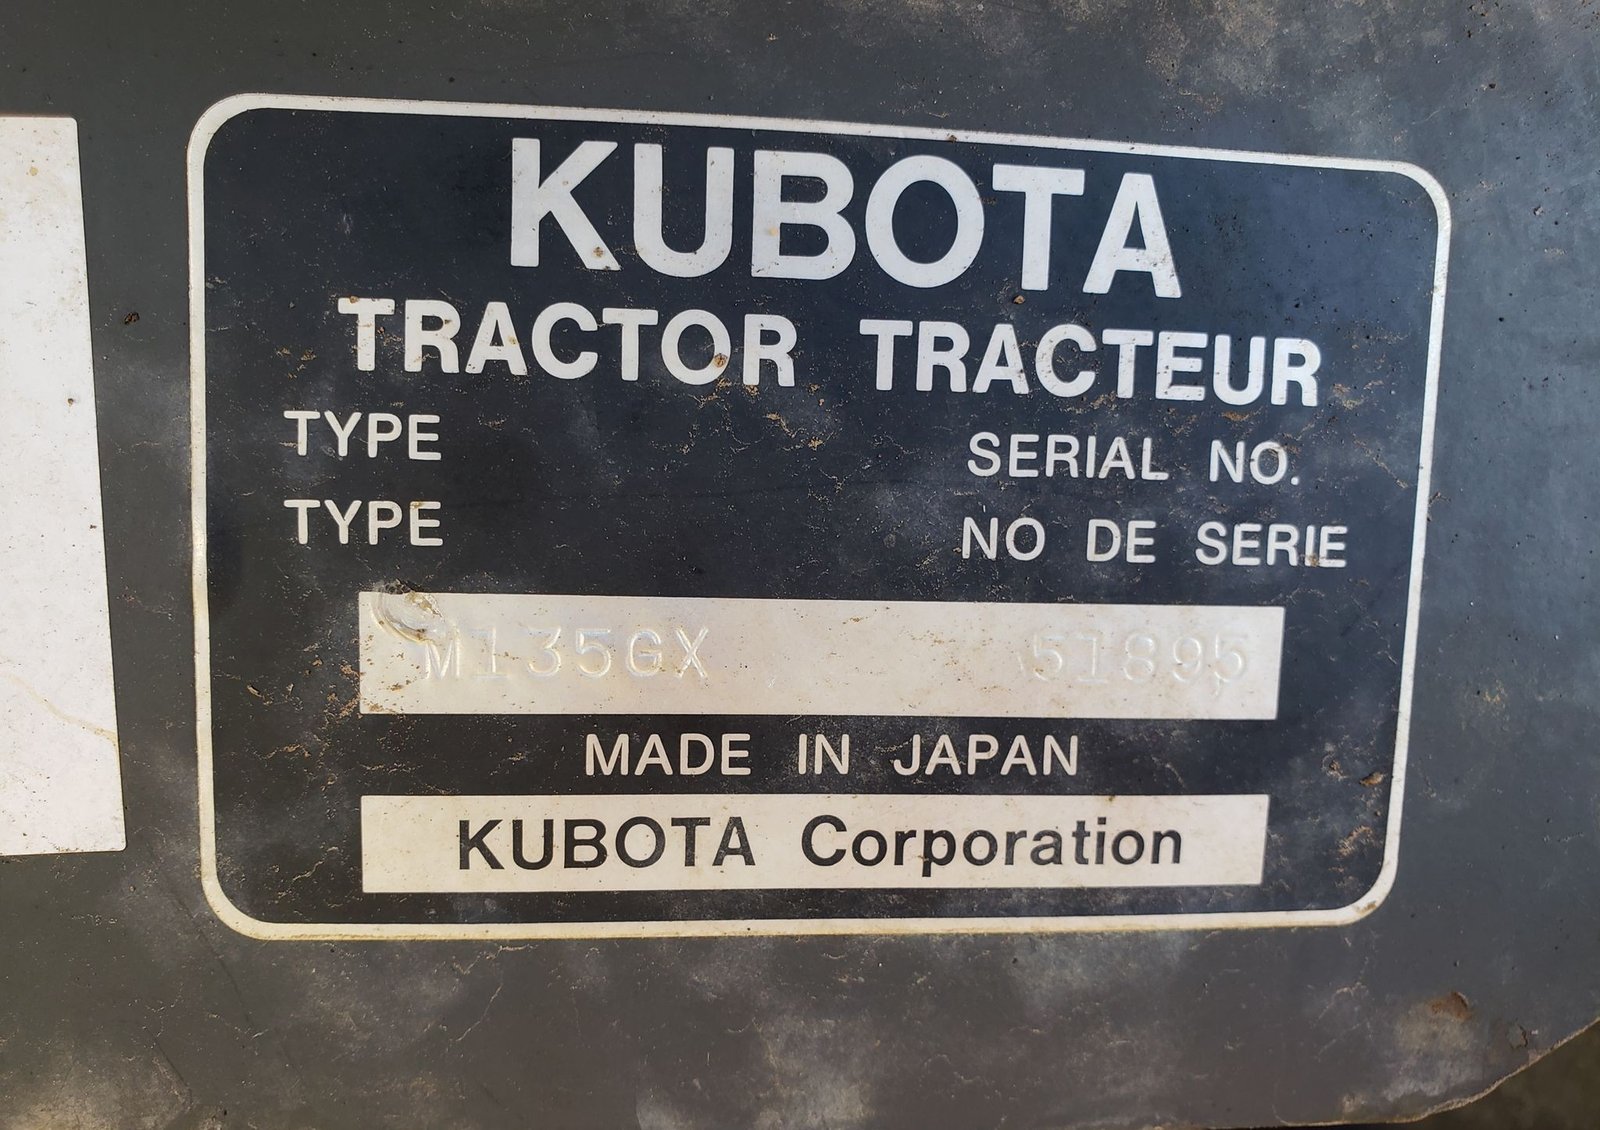 KUBOTA
TRACTOR TRACTEUR
TYPE SERIAL NO.
TYPE NO DE SERIE
M135GX 51895
MADE IN JAPAN
KUBOTA Corporation